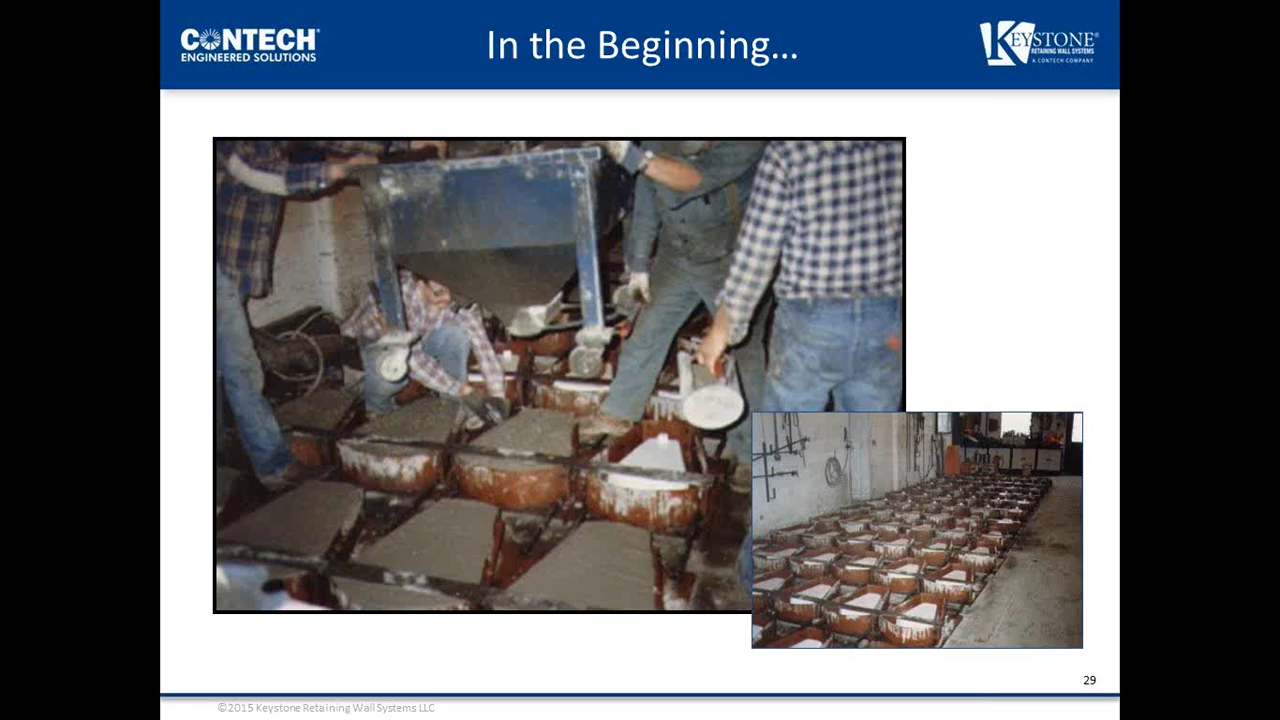 CONTECH®
ENGINEERED SOLUTIONS
In the Beginning...
KEYSTONE®
RETAINING WALL SYSTEMS
A CONTECH COMPANY
29
©2015 Keystone Retaining Wall Systems LLC